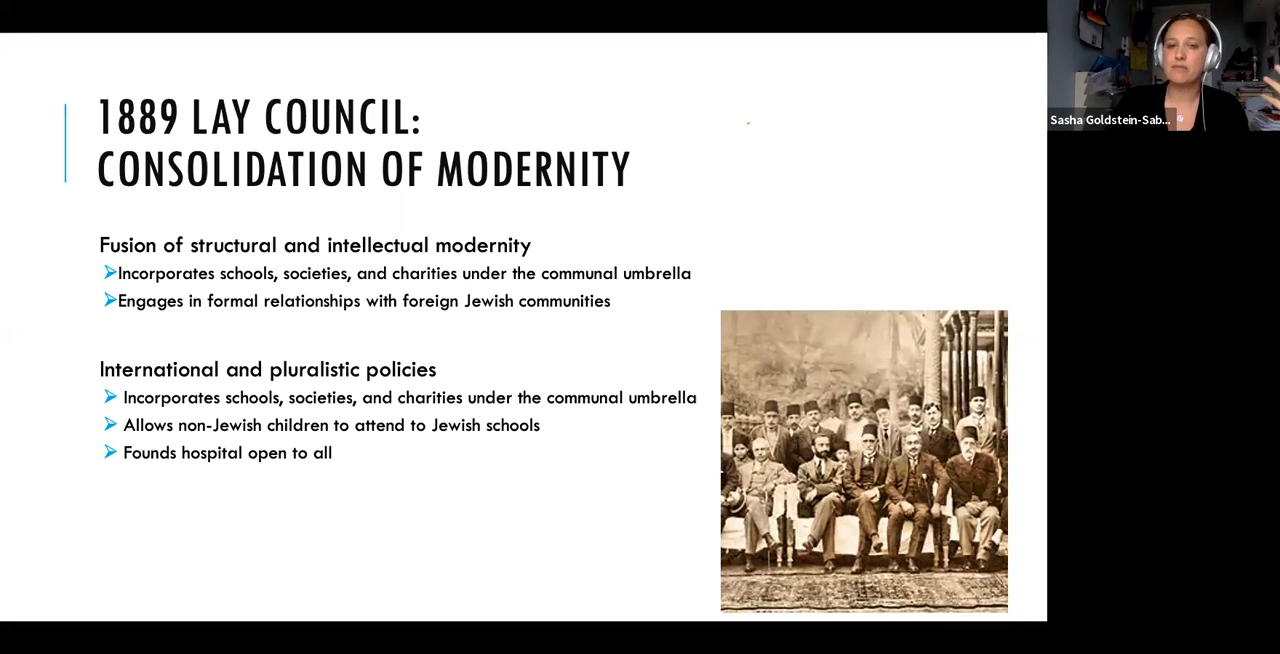 1889 LAY COUNCIL:
CONSOLIDATION OF MODERNITY
Fusion of structural and intellectual modernity
➢Incorporates schools, societies, and charities under the communal umbrella
➢Engages in formal relationships with foreign Jewish communities
International and pluralistic policies
➢ Incorporates schools, societies, and charities under the communal umbrella
➢ Allows non-Jewish children to attend to Jewish schools
➢ Founds hospital open to all
Sasha Goldstein-Sab...